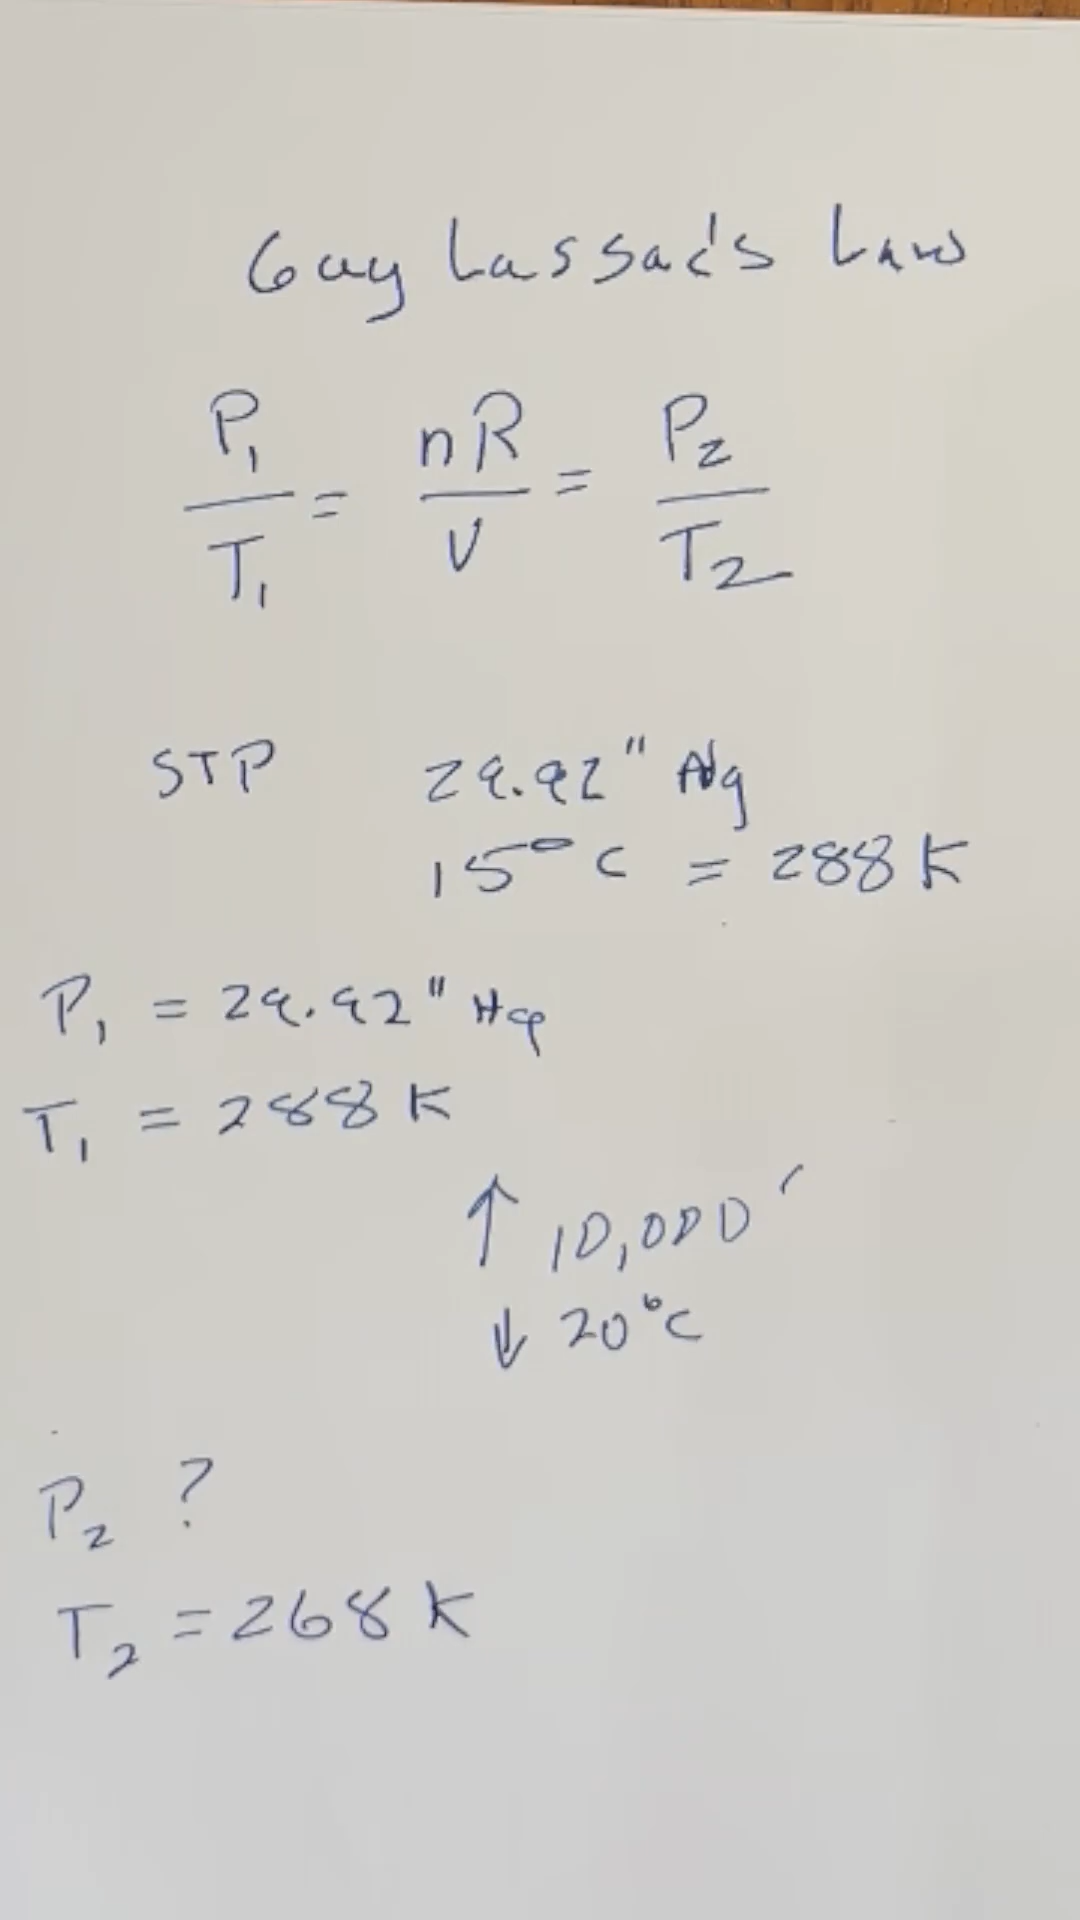 Gay Lassac's Law
P₁/T₁ = nR/V = P₂/T₂
STP 29.92" Hg
15° C = 288 K
P₁ = 29.92" Hg
T₁ = 288 K
↑ 10,000'
↓ 20°C
P₂ ?
T₂ = 268 K